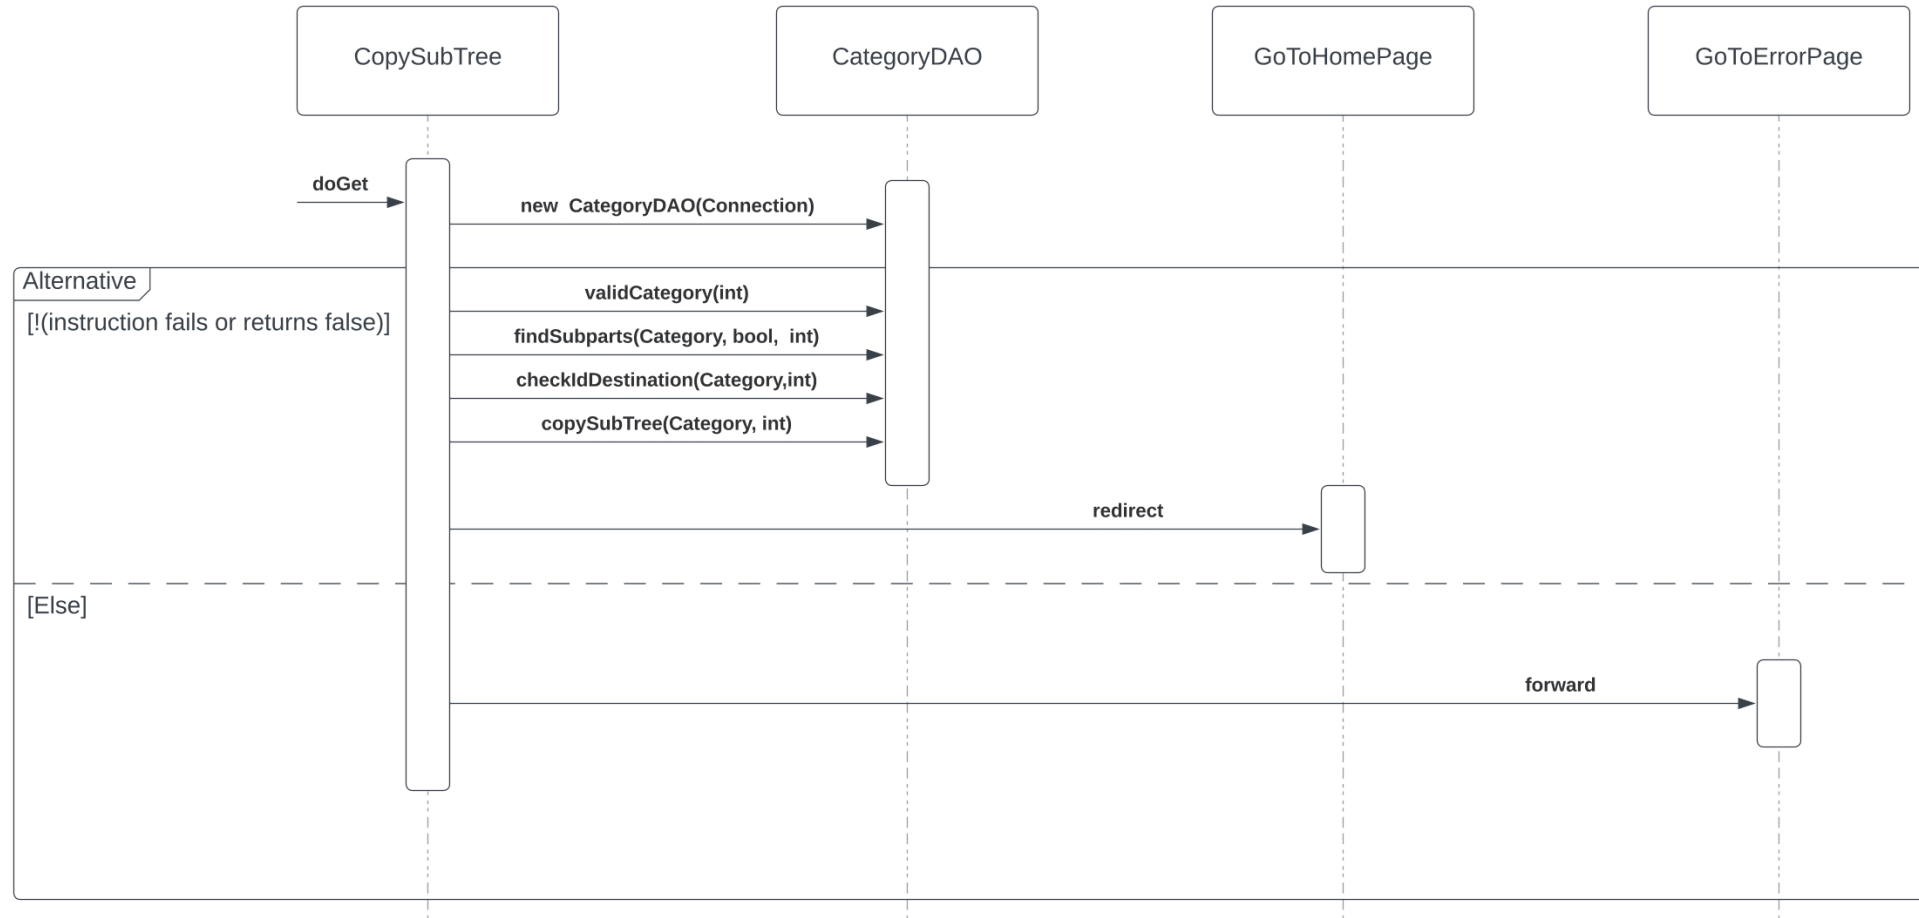 CopySubTree
CategoryDAO
GoToHomePage
GoToErrorPage
doGet
new  CategoryDAO(Connection)
Alternative
validCategory(int)
[!(instruction fails or returns false)]
findSubparts(Category, bool,  int)
checkIdDestination(Category,int)
copySubTree(Category, int)
redirect
[Else]
forward